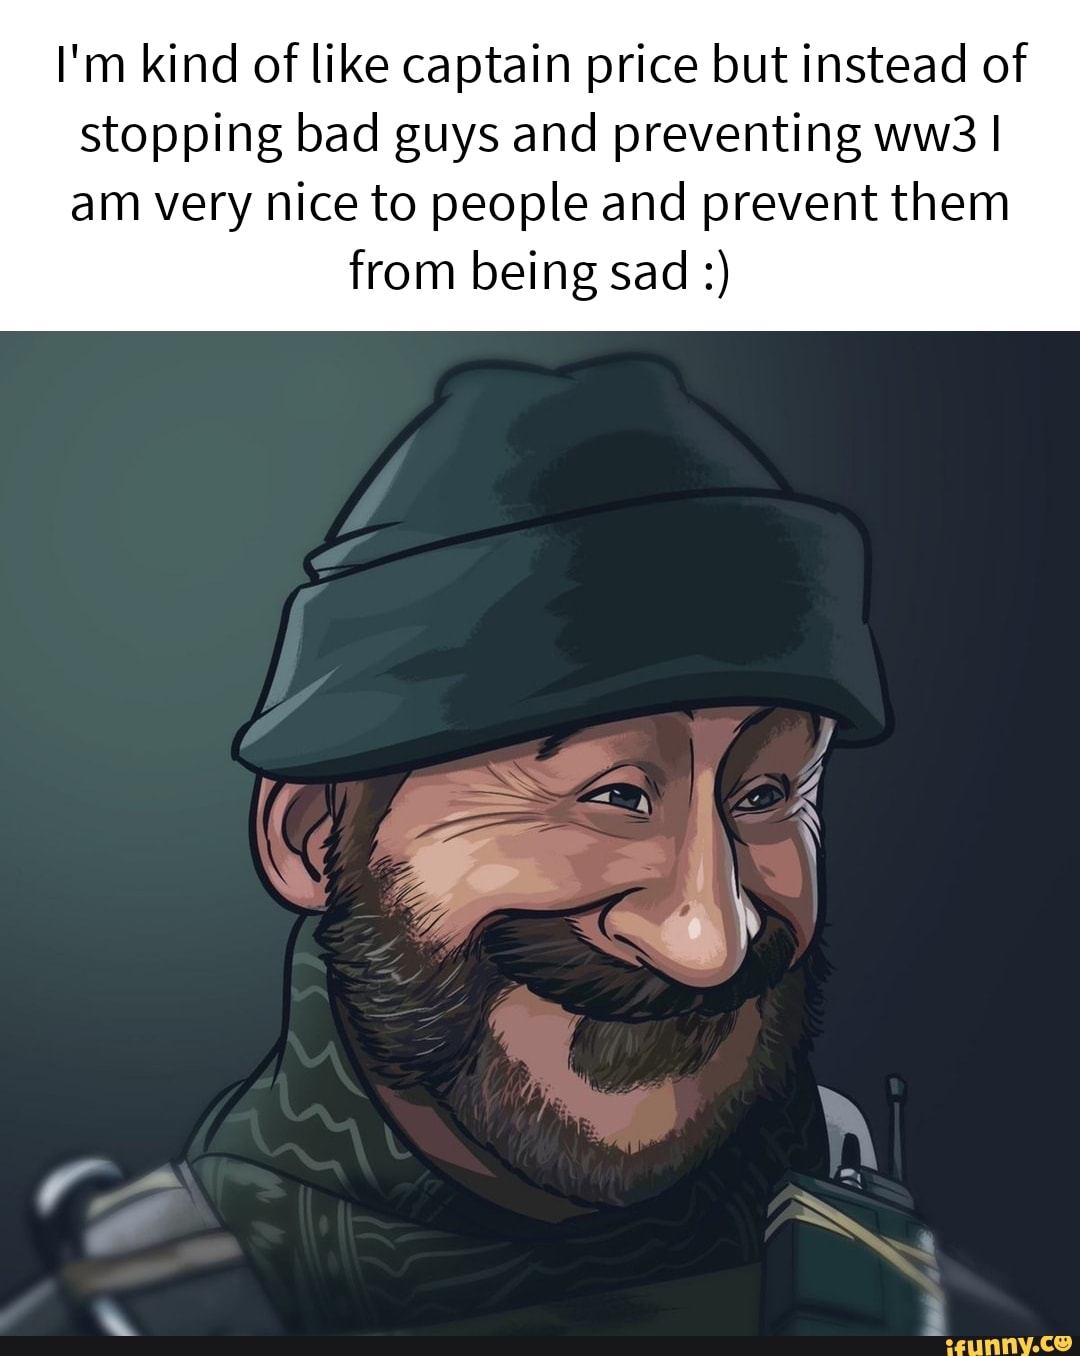 I'm kind of like captain price but instead of
stopping bad guys and preventing ww3 I
am very nice to people and prevent them
from being sad :)
ifunny.co